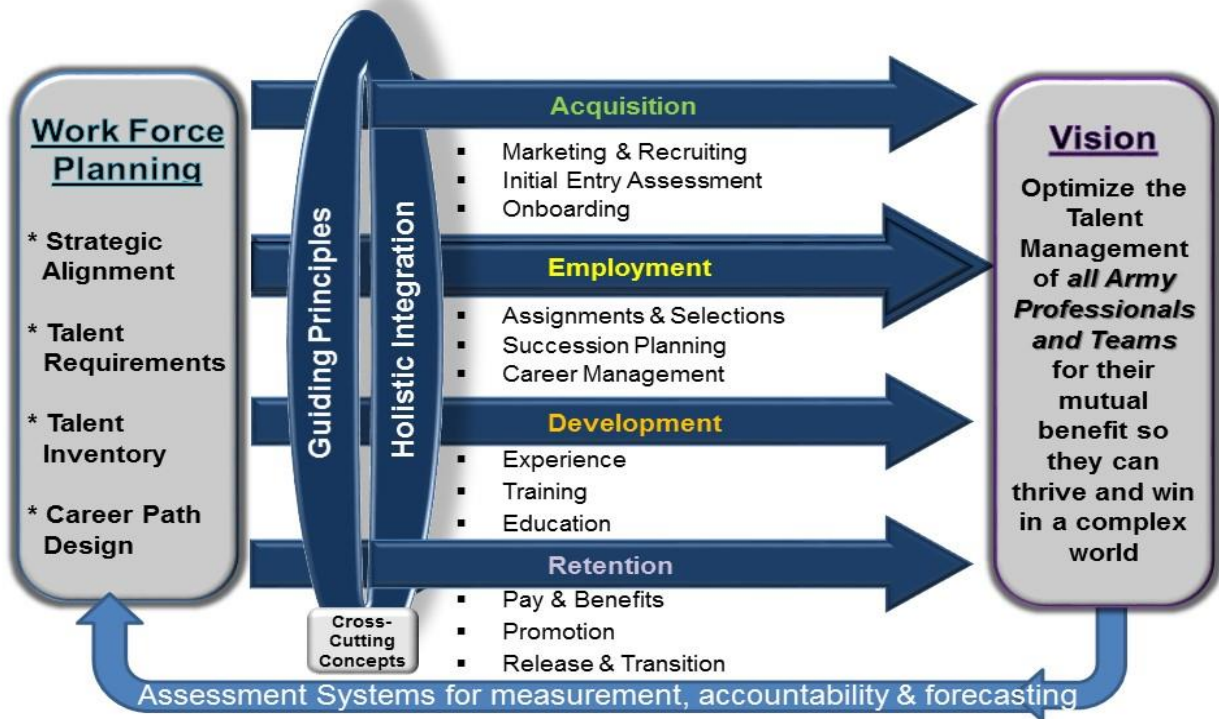 Work Force
Planning
* Strategic
Alignment
* Talent
Requirements
* Talent
Inventory
* Career Path
Design
Guiding Principles
Holistic Integration
Cross-
Cutting
Concepts
Acquisition
▪ Marketing & Recruiting
▪ Initial Entry Assessment
▪ Onboarding
Employment
▪ Assignments & Selections
▪ Succession Planning
▪ Career Management
Development
▪ Experience
▪ Training
▪ Education
Retention
▪ Pay & Benefits
▪ Promotion
▪ Release & Transition
Vision
Optimize the
Talent
Management
of all Army
Professionals
and Teams
for their
mutual
benefit so
they can
thrive and win
in a complex
world
Assessment Systems for measurement, accountability & forecasting